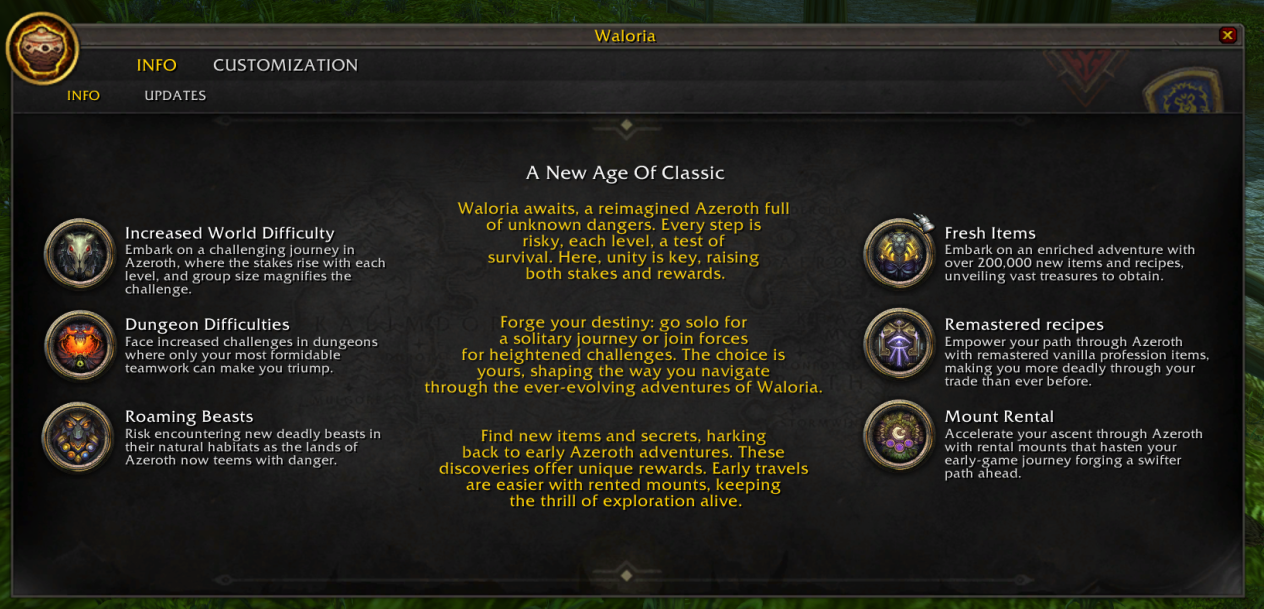 Waloria
INFO
CUSTOMIZATION
INFO
UPDATES
A New Age Of Classic
Waloria awaits, a reimagined Azeroth full
of unknown dangers. Every step is
risky, each level, a test of
survival. Here, unity is key, raising
both stakes and rewards.
Forge your destiny: go solo for
a solitary journey or join forces
for heightened challenges. The choice is
yours, shaping the way you navigate
through the ever-evolving adventures of Waloria.
Find new items and secrets, harking
back to early Azeroth adventures. These
discoveries offer unique rewards. Early travels
are easier with rented mounts, keeping
the thrill of exploration alive.
Increased World Difficulty
Embark on a challenging journey in
Azeroth, where the stakes rise with each
level, and group size magnifies the
challenge.
Dungeon Difficulties
Face increased challenges in dungeons
where only your most formidable
teamwork can make you triump.
Roaming Beasts
Risk encountering new deadly beasts in
their natural habitats as the lands of
Azeroth now teems with danger.
Fresh Items
Embark on an enriched adventure with
over 200,000 new items and recipes,
unveiling vast treasures to obtain.
Remastered recipes
Empower your path through Azeroth
with remastered vanilla profession items,
making you more deadly through your
trade than ever before.
Mount Rental
Accelerate your ascent through Azeroth
with rental mounts that hasten your
early-game journey forging a swifter
path ahead.